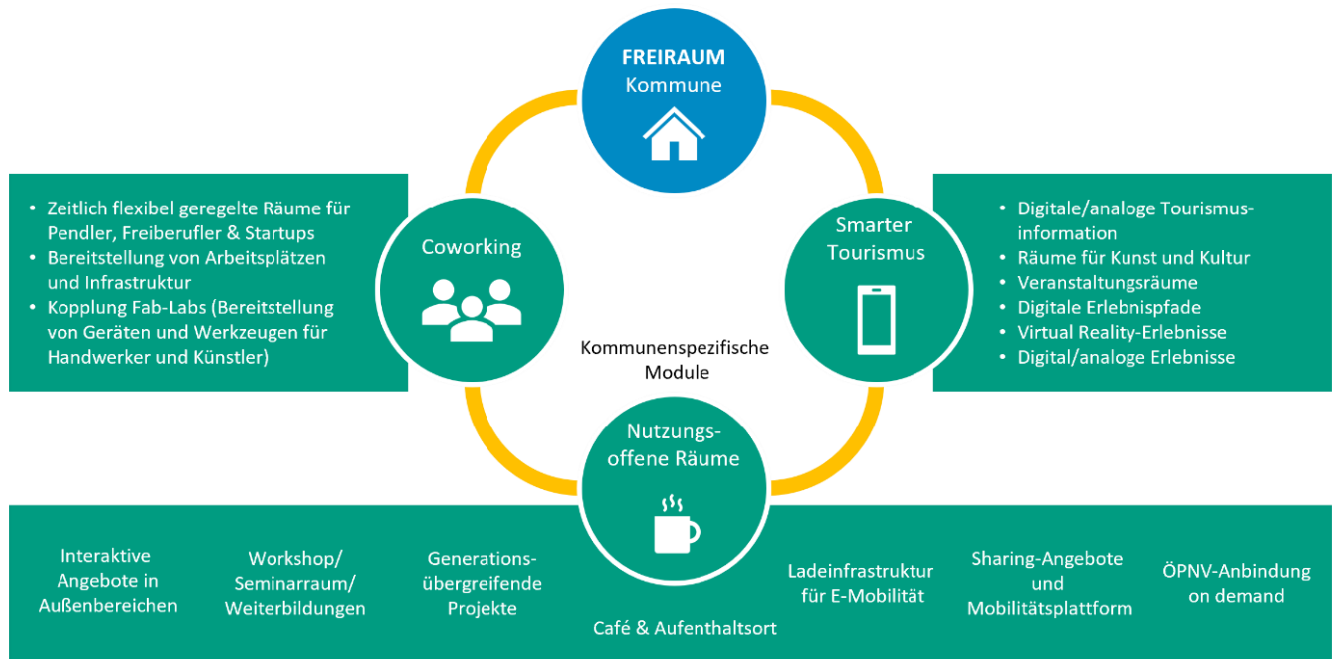 FREIRAUM
Kommune
• Zeitlich flexibel geregelte Räume für
Pendler, Freiberufler & Startups
• Bereitstellung von Arbeitsplätzen
und Infrastruktur
• Kopplung Fab-Labs (Bereitstellung
von Geräten und Werkzeugen für
Handwerker und Künstler)
Coworking
Smarter
Tourismus
• Digitale/analoge Tourismus-
information
• Räume für Kunst und Kultur
• Veranstaltungsräume
• Digitale Erlebnispfade
• Virtual Reality-Erlebnisse
• Digital/analoge Erlebnisse
Kommunenspezifische
Module
Nutzungs-
offene Räume
Interaktive
Angebote in
Außenbereichen
Workshop/
Seminarraum/
Weiterbildungen
Generations-
übergreifende
Projekte
Café & Aufenthaltsort
Ladeinfrastruktur
für E-Mobilität
Sharing-Angebote
und
Mobilitätsplattform
ÖPNV-Anbindung
on demand